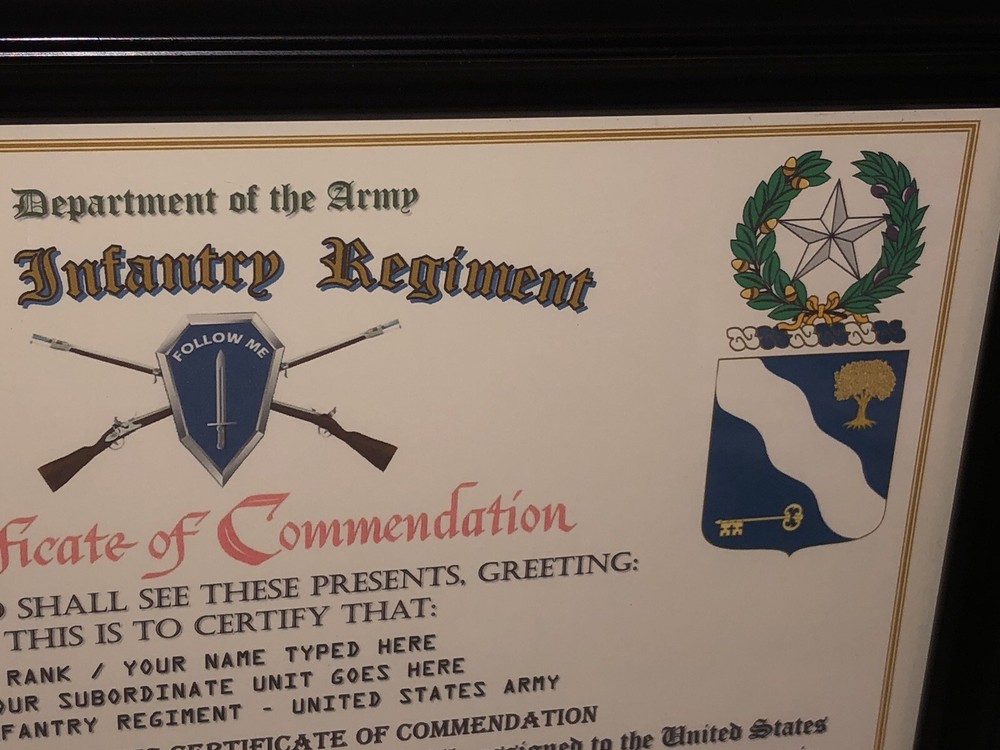 Department of the Army
Infantry Regiment
FOLLOW ME
ficate of Commendation
SHALL SEE THESE PRESENTS, GREETING:
THIS IS TO CERTIFY THAT:
RANK / YOUR NAME TYPED HERE
OUR SUBORDINATE UNIT GOES HERE
FANTRY REGIMENT - UNITED STATES ARMY
CERTIFICATE OF COMMENDATION
to the United States